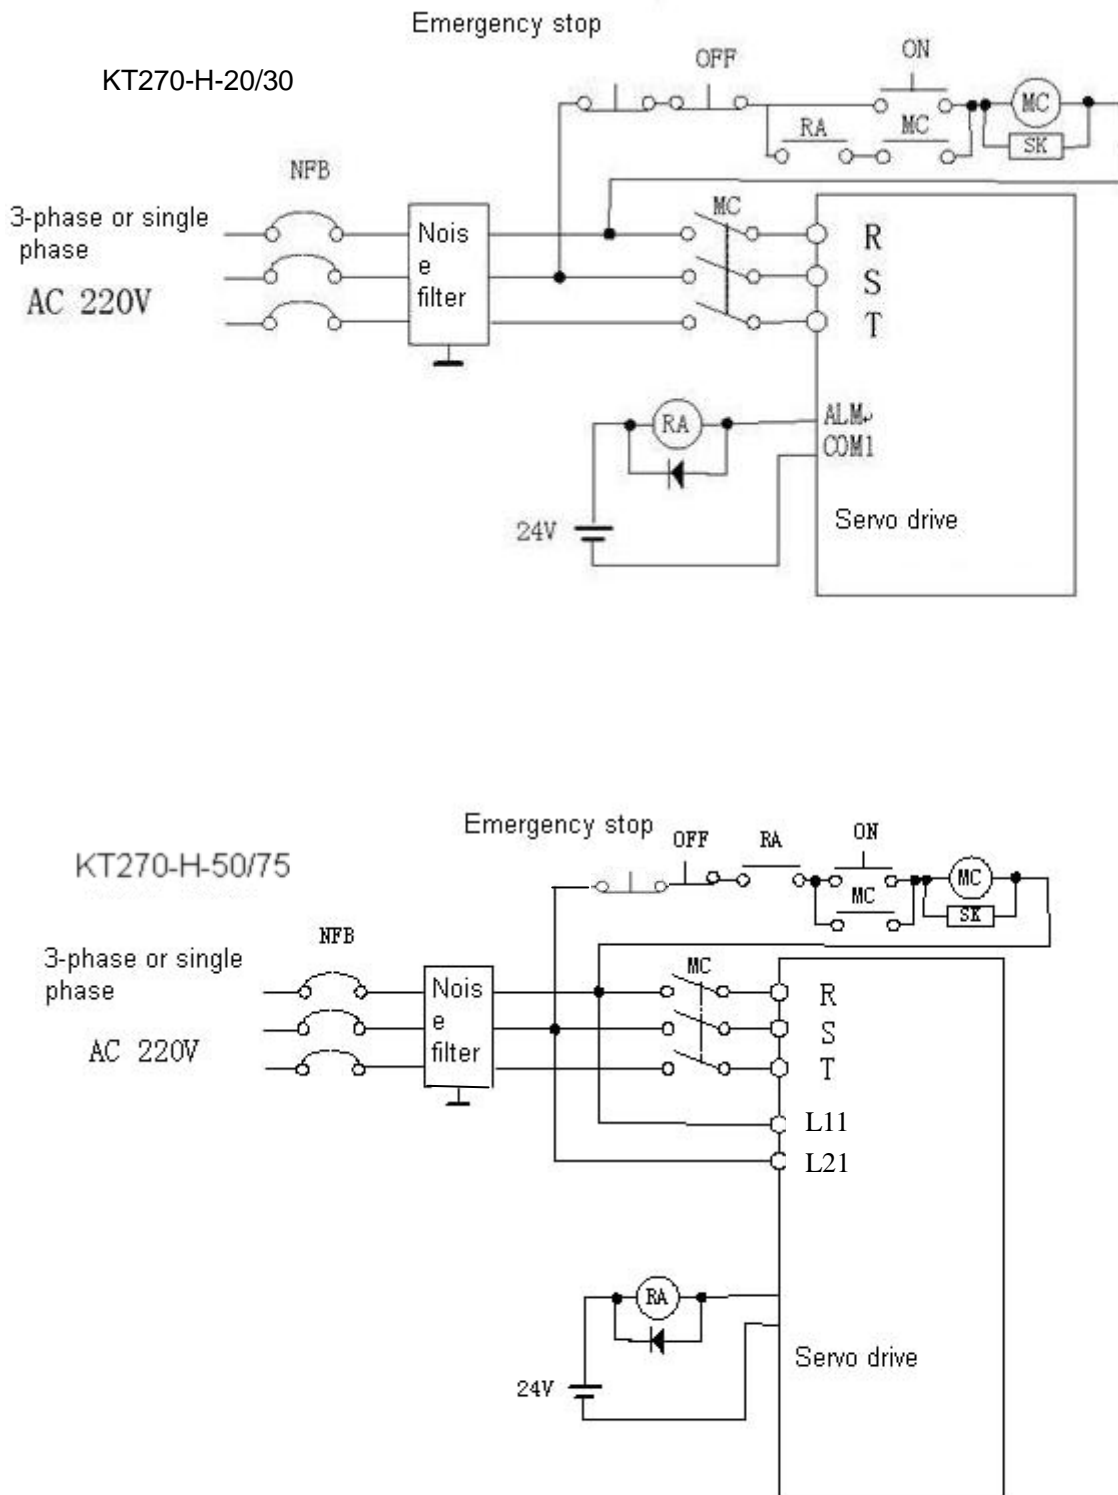 Emergency stop
KT270-H-20/30
OFF
ON
MC
RA
MC
SK
NFB
3-phase or single
phase
AC 220V
Nois
e
filter
MC
R
S
T
RA
ALM
COM1
24V
Servo drive
Emergency stop
OFF
RA
ON
KT270-H-50/75
MC
MC
SK
NFB
3-phase or single
phase
AC 220V
Nois
e
filter
MC
R
S
T
L11
L21
RA
24V
Servo drive